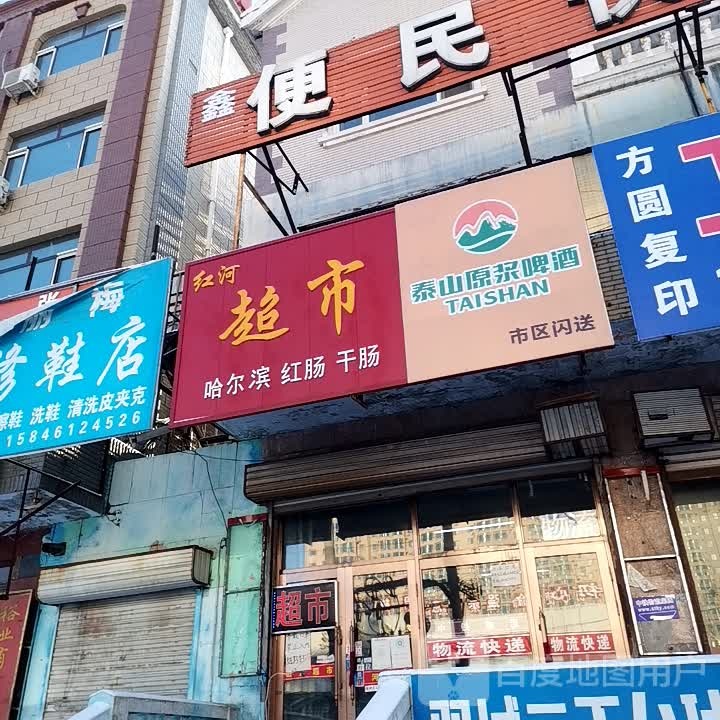 鑫 便民
红河
超市
哈尔滨 红肠 干肠
泰山原浆啤酒
TAISHAN
市区闪送
方圆复印
丽梅
修鞋店
擦鞋 洗鞋 清洗皮夹克
15846124526
超市
物流快递
物流快递
百度地图用户